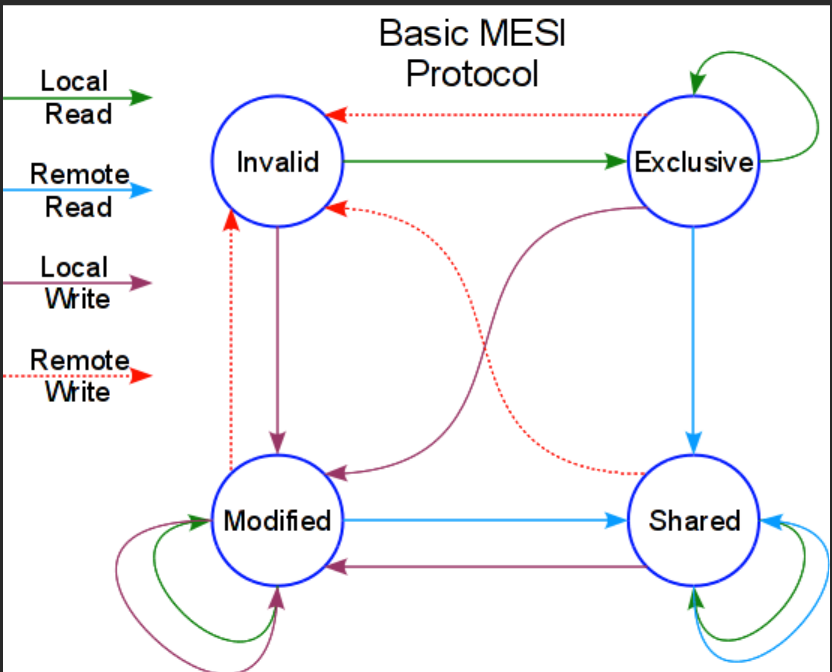 Basic MESI
Protocol
Local
Read
Remote
Read
Local
Write
Remote
Write
Invalid
Exclusive
Modified
Shared